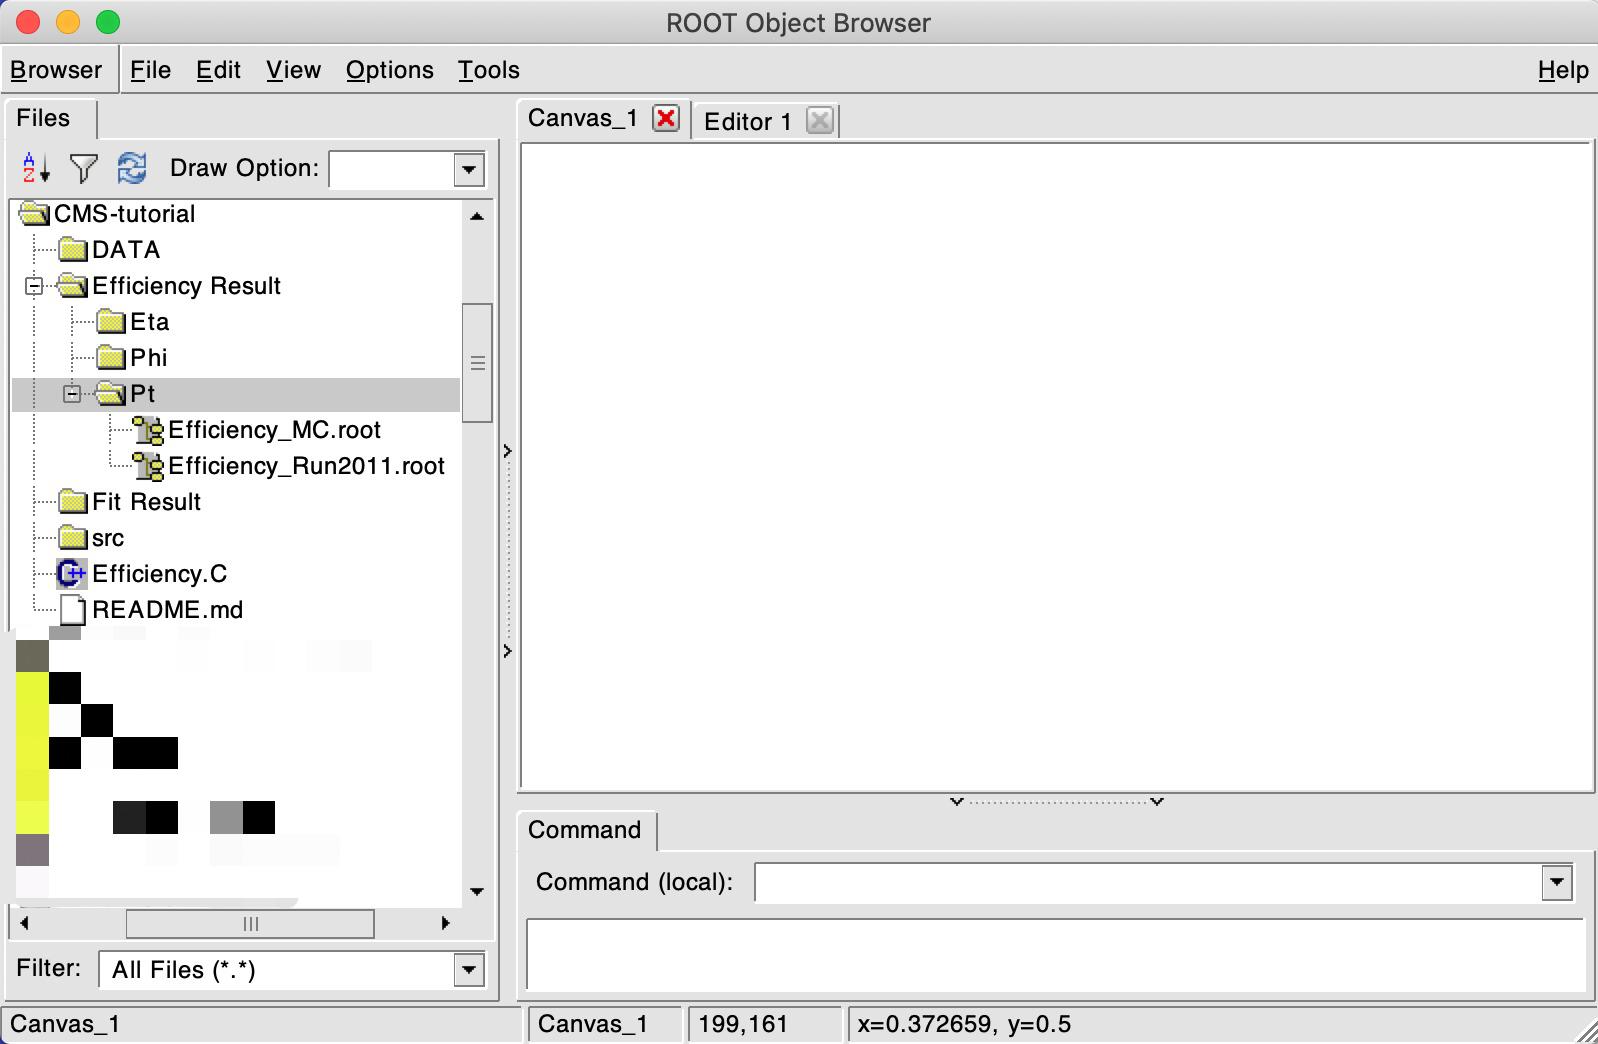 ROOT Object Browser
Browser File Edit View Options Tools Help
Files
Canvas_1 Editor 1
Draw Option:
CMS-tutorial
DATA
Efficiency Result
Eta
Phi
Pt
Efficiency_MC.root
Efficiency_Run2011.root
Fit Result
src
Efficiency.C
README.md
Filter: All Files (*.*)
Command
Command (local):
Canvas_1 Canvas_1 199,161 x=0.372659, y=0.5